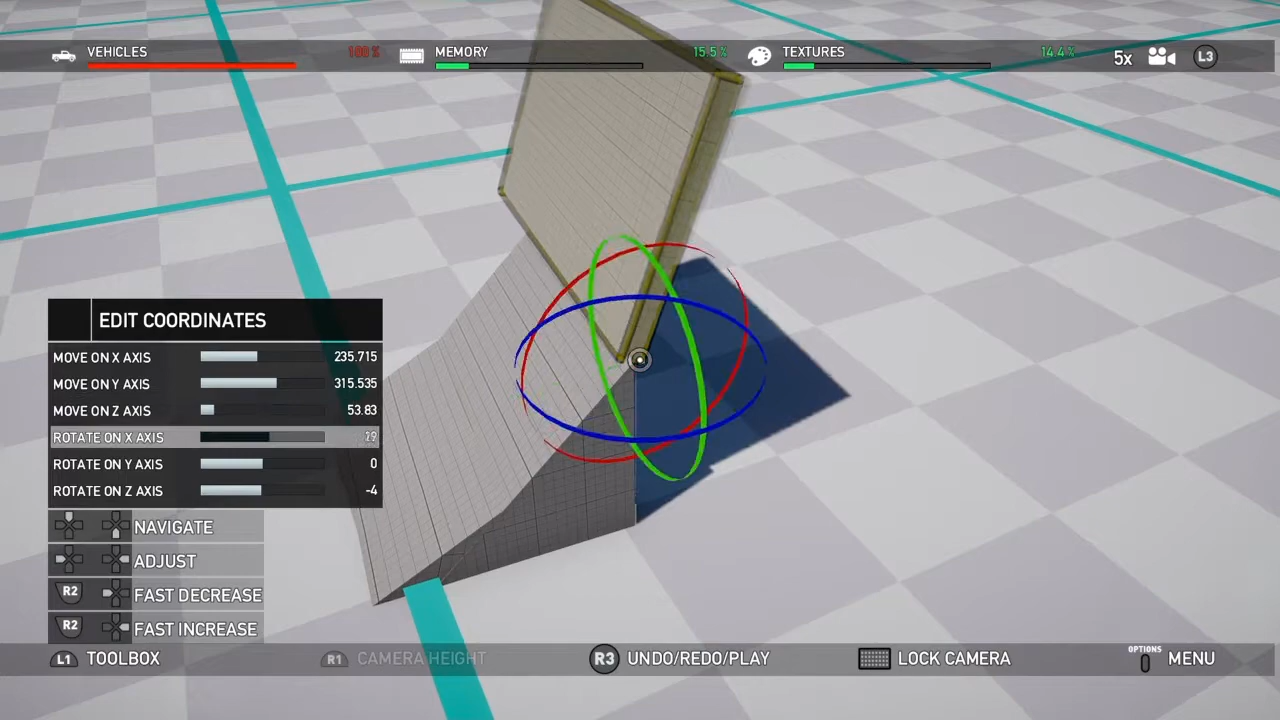 VEHICLES 100 % MEMORY 15.5 % TEXTURES 14.4 % 5x L3
EDIT COORDINATES
MOVE ON X AXIS 235.715
MOVE ON Y AXIS 315.535
MOVE ON Z AXIS 53.83
ROTATE ON X AXIS 29
ROTATE ON Y AXIS 0
ROTATE ON Z AXIS -4
NAVIGATE
ADJUST
R2 FAST DECREASE
R2 FAST INCREASE
L1 TOOLBOX R1 CAMERA HEIGHT R3 UNDO/REDO/PLAY LOCK CAMERA OPTIONS MENU